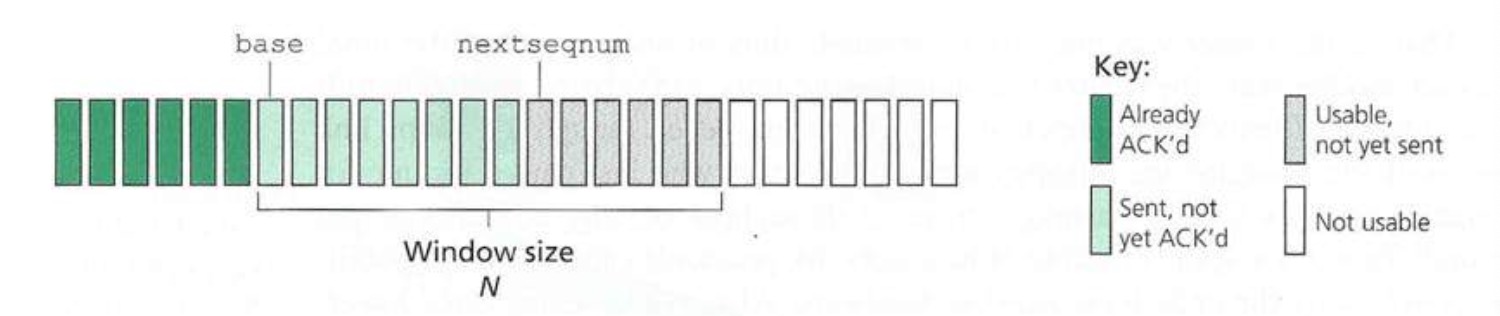 base
nextseqnum
Window size
N
Key:
Already
ACK'd
Usable,
not yet sent
Sent, not
yet ACK'd
Not usable